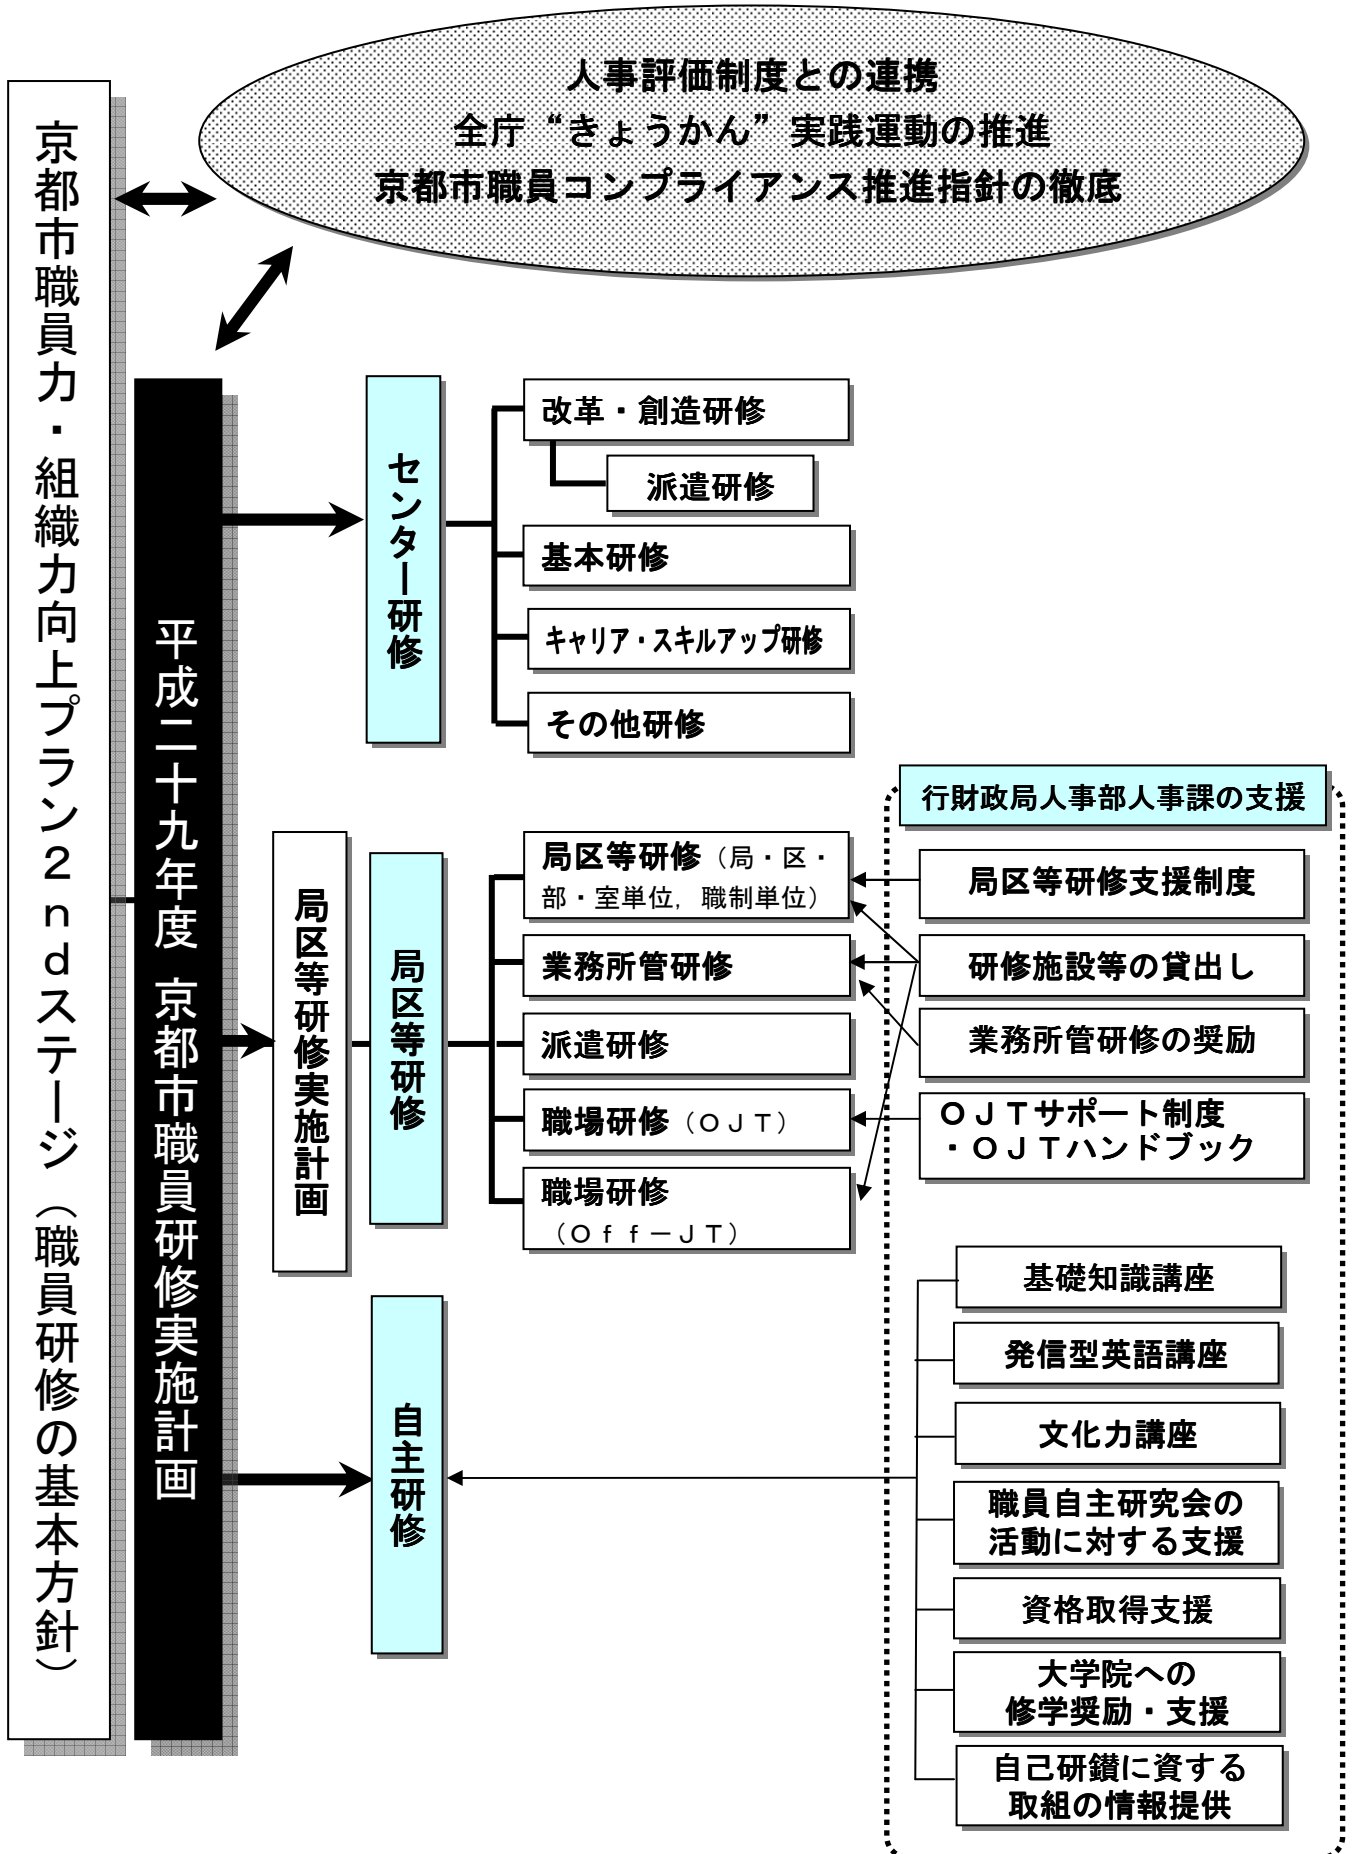 人事評価制度との連携
全庁“きょうかん”実践運動の推進
京都市職員コンプライアンス推進指針の徹底
京都市職員力・組織力向上プラン２ｎｄステージ（職員研修の基本方針）
平成二十九年度 京都市職員研修実施計画
センター研修
改革・創造研修
派遣研修
基本研修
キャリア・スキルアップ研修
その他研修
局区等研修実施計画
局区等研修
局区等研修（局・区・
部・室単位，職制単位）
業務所管研修
派遣研修
職場研修（ＯＪＴ）
職場研修
（Ｏｆｆ－ＪＴ）
行財政局人事部人事課の支援
局区等研修支援制度
研修施設等の貸出し
業務所管研修の奨励
ＯＪＴサポート制度
・ＯＪＴハンドブック
自主研修
基礎知識講座
発信型英語講座
文化力講座
職員自主研究会の
活動に対する支援
資格取得支援
大学院への
修学奨励・支援
自己研鑚に資する
取組の情報提供